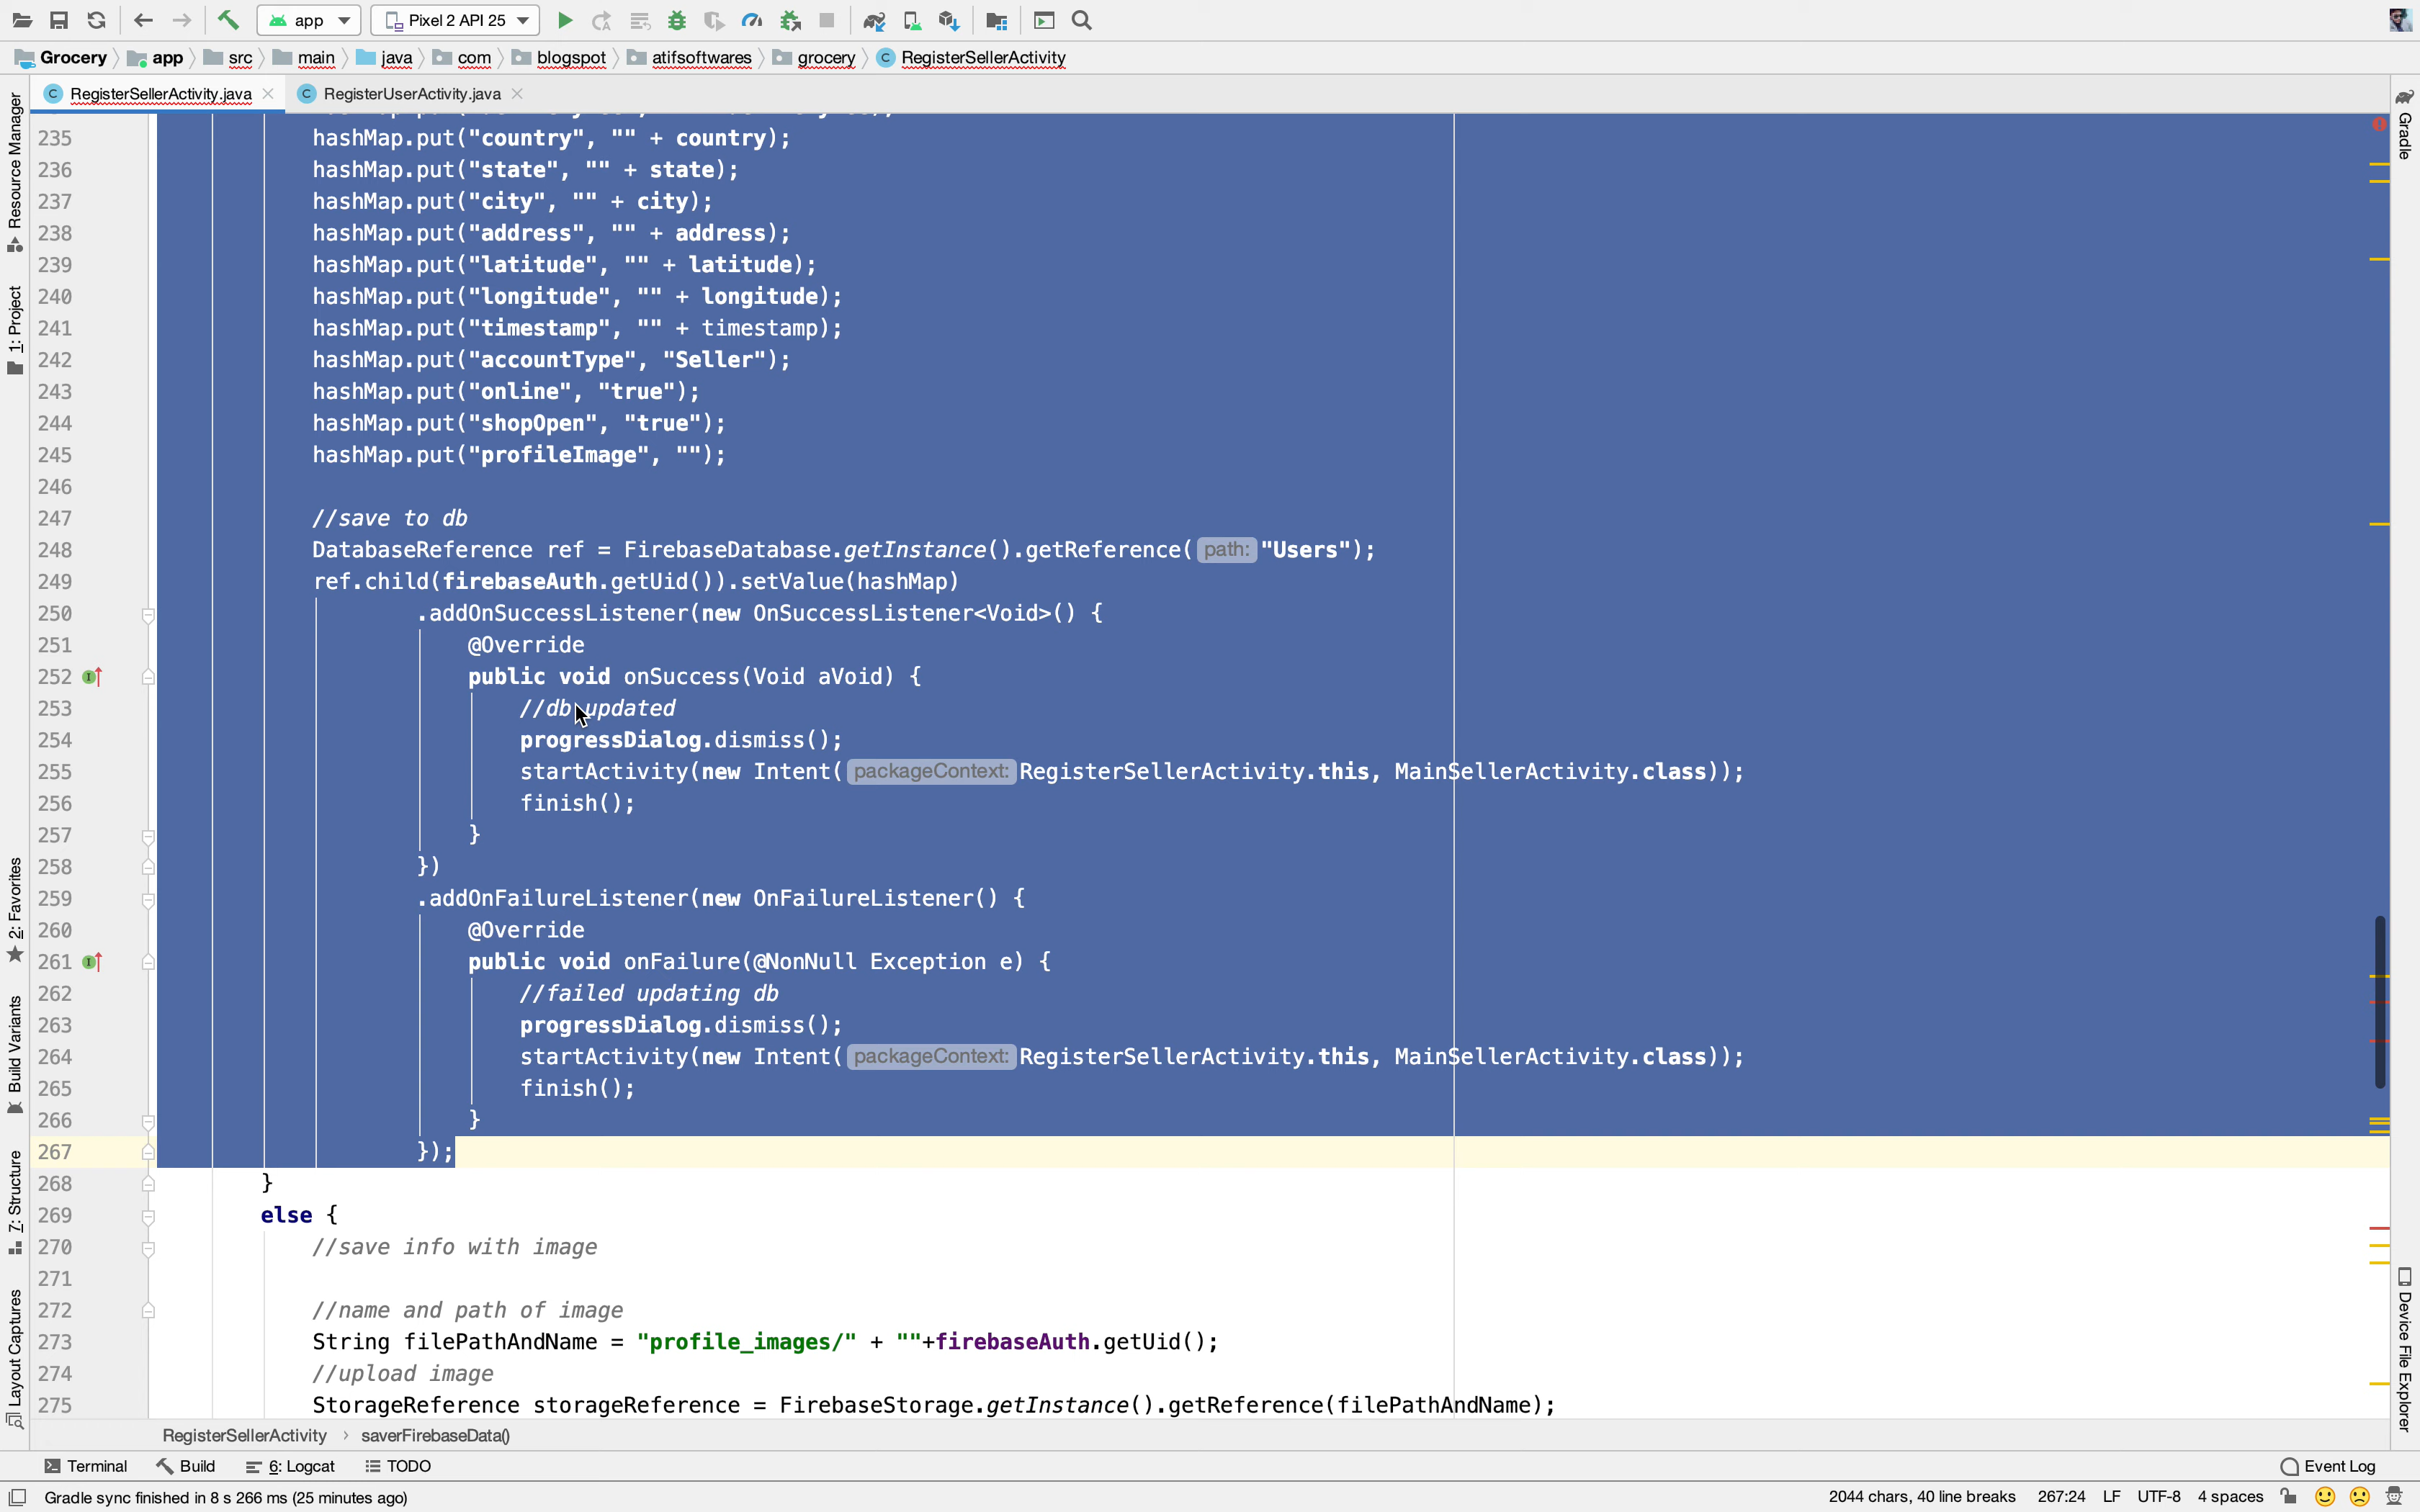 app
Pixel 2 API 25
Grocery
app
src
main
java
com
blogspot
atifsoftwares
grocery
RegisterSellerActivity
RegisterSellerActivity.java
RegisterUserActivity.java
Resource Manager
1: Project
2: Favorites
Build Variants
7: Structure
Layout Captures
235 hashMap.put("country", "" + country);
236 hashMap.put("state", "" + state);
237 hashMap.put("city", "" + city);
238 hashMap.put("address", "" + address);
239 hashMap.put("latitude", "" + latitude);
240 hashMap.put("longitude", "" + longitude);
241 hashMap.put("timestamp", "" + timestamp);
242 hashMap.put("accountType", "Seller");
243 hashMap.put("online", "true");
244 hashMap.put("shopOpen", "true");
245 hashMap.put("profileImage", "");
246
247 //save to db
248 DatabaseReference ref = FirebaseDatabase.getInstance().getReference( path: "Users");
249 ref.child(firebaseAuth.getUid()).setValue(hashMap)
250 .addOnSuccessListener(new OnSuccessListener<Void>() {
251 @Override
252 public void onSuccess(Void aVoid) {
253 //db updated
254 progressDialog.dismiss();
255 startActivity(new Intent( packageContext: RegisterSellerActivity.this, MainSellerActivity.class));
256 finish();
257 }
258 })
259 .addOnFailureListener(new OnFailureListener() {
260 @Override
261 public void onFailure(@NonNull Exception e) {
262 //failed updating db
263 progressDialog.dismiss();
264 startActivity(new Intent( packageContext: RegisterSellerActivity.this, MainSellerActivity.class));
265 finish();
266 }
267 });
268 }
269 else {
270 //save info with image
271
272 //name and path of image
273 String filePathAndName = "profile_images/" + ""+firebaseAuth.getUid();
274 //upload image
275 StorageReference storageReference = FirebaseStorage.getInstance().getReference(filePathAndName);
Gradle
Device File Explorer
RegisterSellerActivity › saverFirebaseData()
Terminal
Build
6: Logcat
TODO
Event Log
Gradle sync finished in 8 s 266 ms (25 minutes ago)
2044 chars, 40 line breaks
267:24
LF
UTF-8
4 spaces